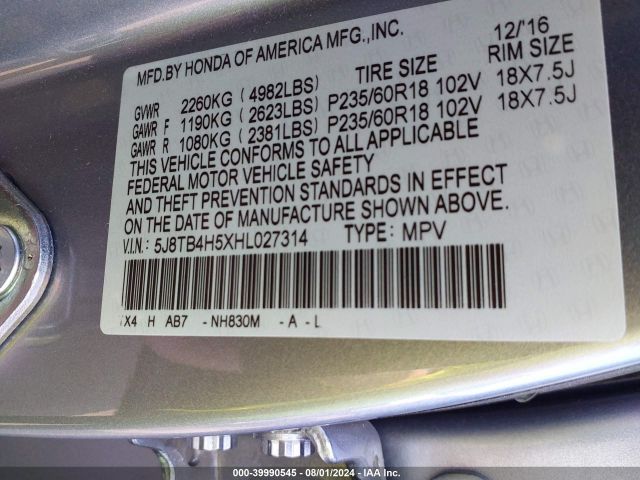 MFD.BY HONDA OF AMERICA MFG.,INC. 12/'16
TIRE SIZE RIM SIZE
GVWR 2260KG ( 4982LBS)
GAWR F 1190KG ( 2623LBS) P235/60R18 102V 18X7.5J
GAWR R 1080KG ( 2381LBS) P235/60R18 102V 18X7.5J
THIS VEHICLE CONFORMS TO ALL APPLICABLE
FEDERAL MOTOR VEHICLE SAFETY
AND THEFT PREVENTION STANDARDS IN EFFECT
ON THE DATE OF MANUFACTURE SHOWN ABOVE.
V.I.N.: 5J8TB4H5XHL027314 TYPE: MPV
TX4 H AB7 -NH830M -A-L
000-39990545 - 08/01/2024 - IAA Inc.